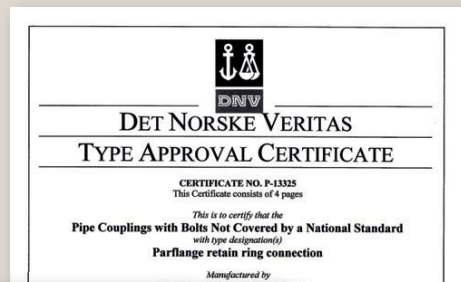 DNV
DET NORSKE VERITAS
TYPE APPROVAL CERTIFICATE
CERTIFICATE NO. P-13325
This Certificate consists of 4 pages
This is to certify that the
Pipe Couplings with Bolts Not Covered by a National Standard
with type designation(s)
Parflange retain ring connection
Manufactured by